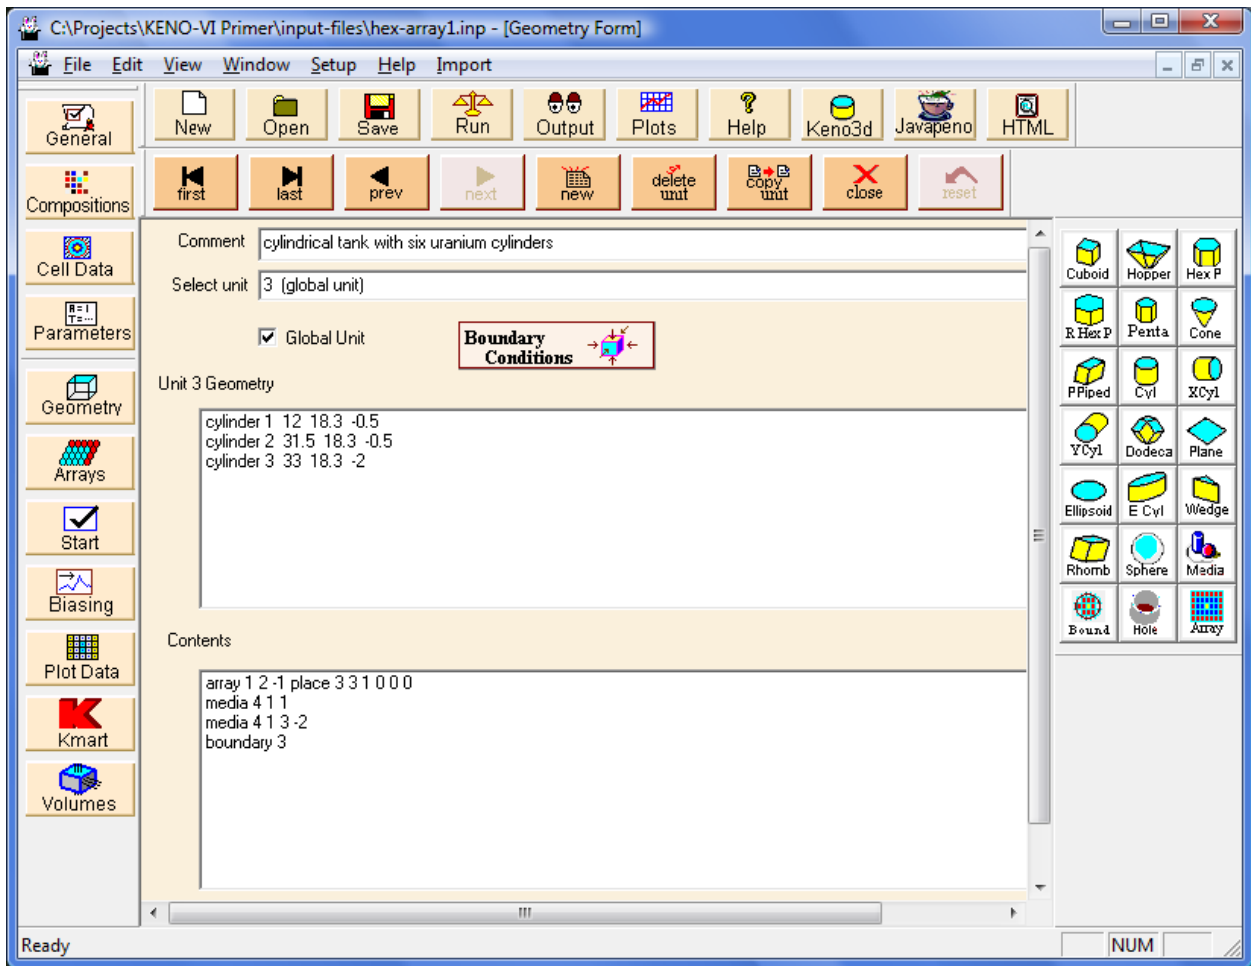 C:\Projects\KENO-VI Primer\input-files\hex-array1.inp - [Geometry Form]
File Edit View Window Setup Help Import
General
New Open Save Run Output Plots Help Keno3d Javapeno HTML
first last prev next new delete unit copy unit close reset
Compositions
Cell Data
Parameters
Geometry
Arrays
Start
Biasing
Plot Data
Kmart
Volumes
Comment cylindrical tank with six uranium cylinders
Select unit 3 (global unit)
Global Unit
Boundary
Conditions
Unit 3 Geometry
cylinder 1 12 18.3 -0.5
cylinder 2 31.5 18.3 -0.5
cylinder 3 33 18.3 -2
Contents
array 1 2 -1 place 3 3 1 0 0 0
media 4 1 1
media 4 1 3 -2
boundary 3
Cuboid Hopper Hex P
R Hex P Penta Cone
PPiped Cyl XCyl
YCyl Dodeca Plane
Ellipsoid E Cyl Wedge
Rhomb Sphere Media
Bound Hole Array
Ready
NUM